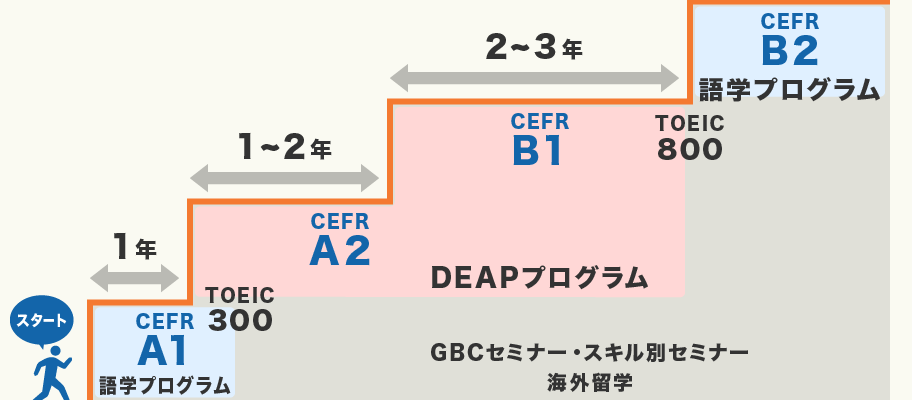 CEFR
B2
語学プログラム
2~3年
CEFR
B1
TOEIC
800
1~2年
CEFR
A2
DEAPプログラム
1年
TOEIC
300
スタート
CEFR
A1
語学プログラム
GBCセミナー・スキル別セミナー
海外留学